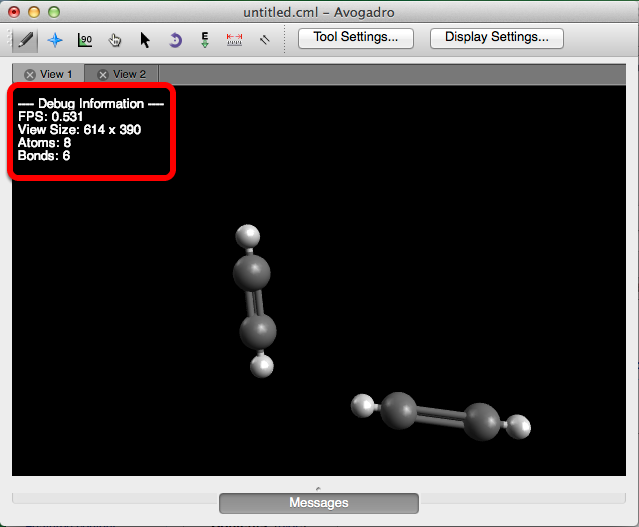 untitled.cml – Avogadro
90 E Tool Settings... Display Settings...
View 1 View 2
---- Debug Information ----
FPS: 0.531
View Size: 614 x 390
Atoms: 8
Bonds: 6
Messages